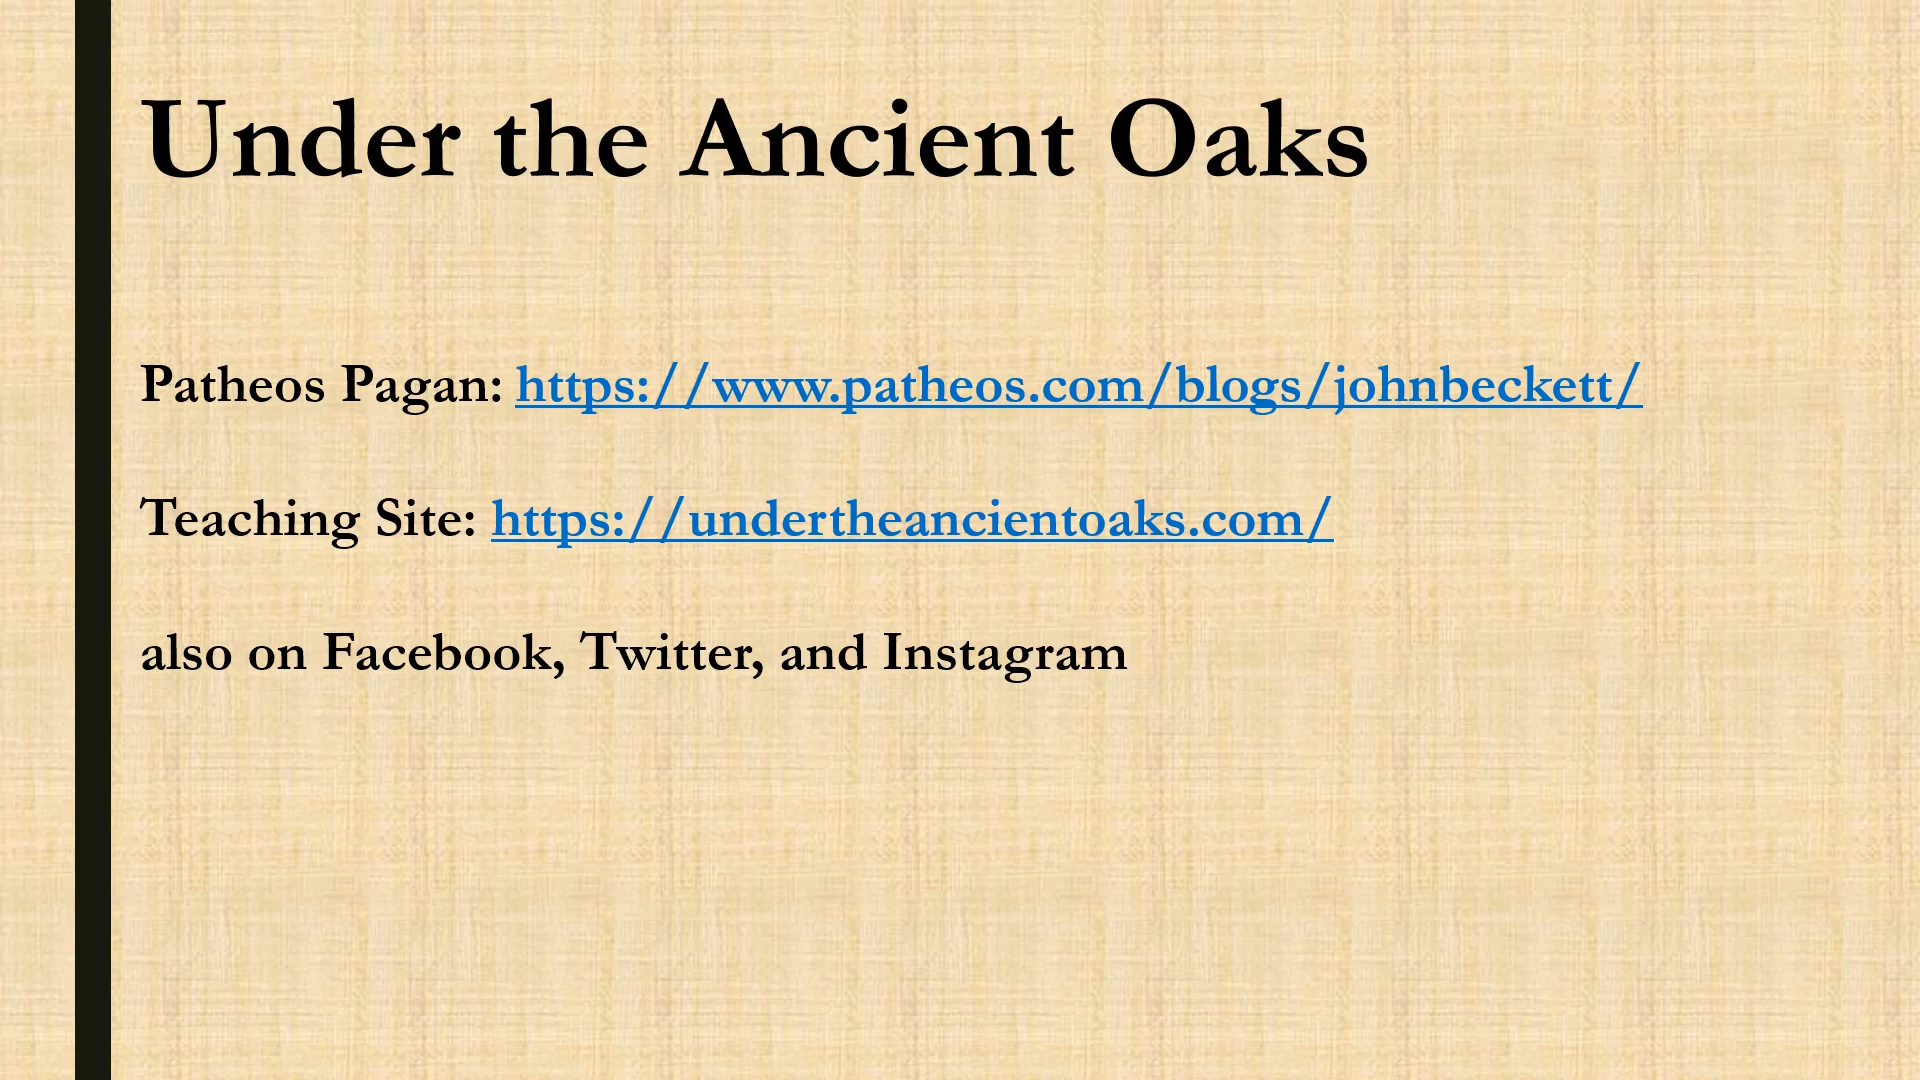 Under the Ancient Oaks
Patheos Pagan: https://www.patheos.com/blogs/johnbeckett/
Teaching Site: https://undertheancientoaks.com/
also on Facebook, Twitter, and Instagram